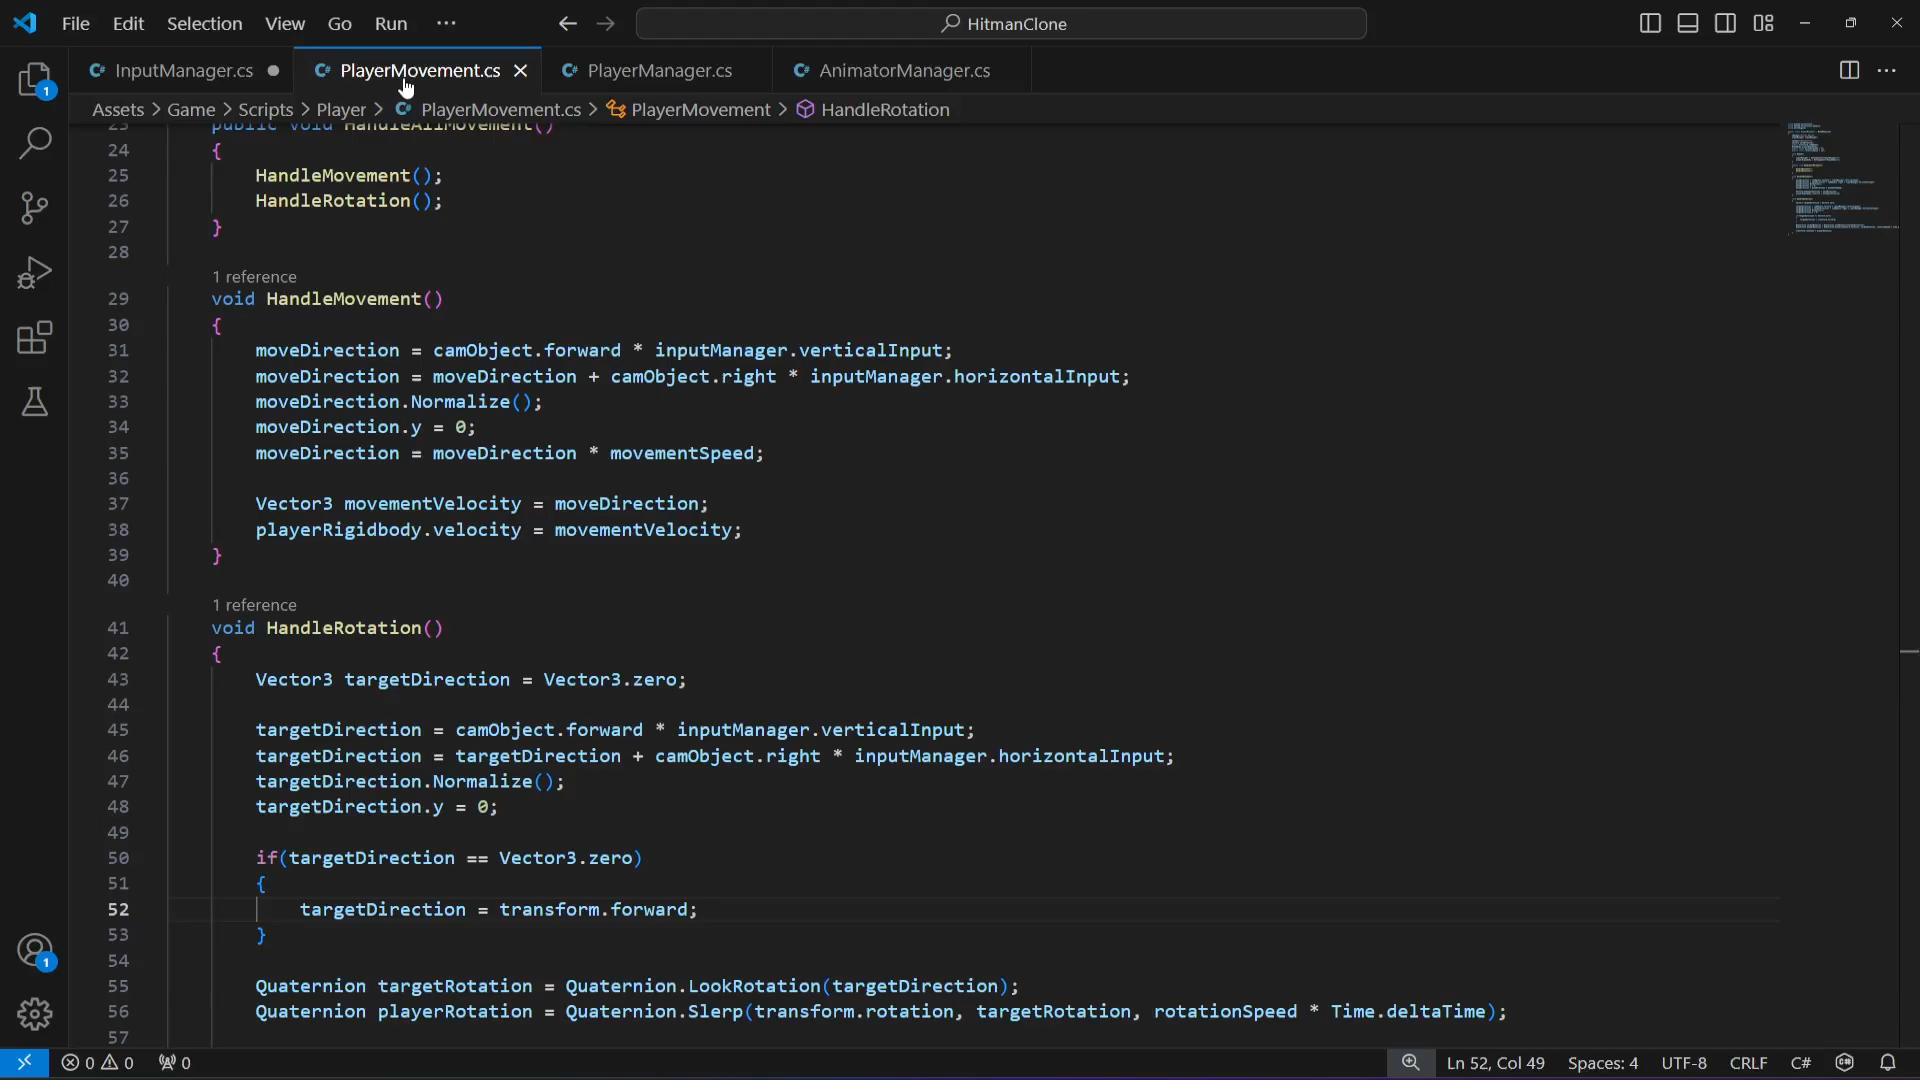 File Edit Selection View Go Run ··· HitmanClone
InputManager.cs PlayerMovement.cs PlayerManager.cs AnimatorManager.cs
Assets > Game > Scripts > Player > PlayerMovement.cs > PlayerMovement > HandleRotation
23 public void HandleAllMovement()
24 {
25 HandleMovement();
26 HandleRotation();
27 }
28
1 reference
29 void HandleMovement()
30 {
31 moveDirection = camObject.forward * inputManager.verticalInput;
32 moveDirection = moveDirection + camObject.right * inputManager.horizontalInput;
33 moveDirection.Normalize();
34 moveDirection.y = 0;
35 moveDirection = moveDirection * movementSpeed;
36
37 Vector3 movementVelocity = moveDirection;
38 playerRigidbody.velocity = movementVelocity;
39 }
40
1 reference
41 void HandleRotation()
42 {
43 Vector3 targetDirection = Vector3.zero;
44
45 targetDirection = camObject.forward * inputManager.verticalInput;
46 targetDirection = targetDirection + camObject.right * inputManager.horizontalInput;
47 targetDirection.Normalize();
48 targetDirection.y = 0;
49
50 if(targetDirection == Vector3.zero)
51 {
52 targetDirection = transform.forward;
53 }
54
55 Quaternion targetRotation = Quaternion.LookRotation(targetDirection);
56 Quaternion playerRotation = Quaternion.Slerp(transform.rotation, targetRotation, rotationSpeed * Time.deltaTime);
57
1
1
0 0 0 Ln 52, Col 49 Spaces: 4 UTF-8 CRLF C#